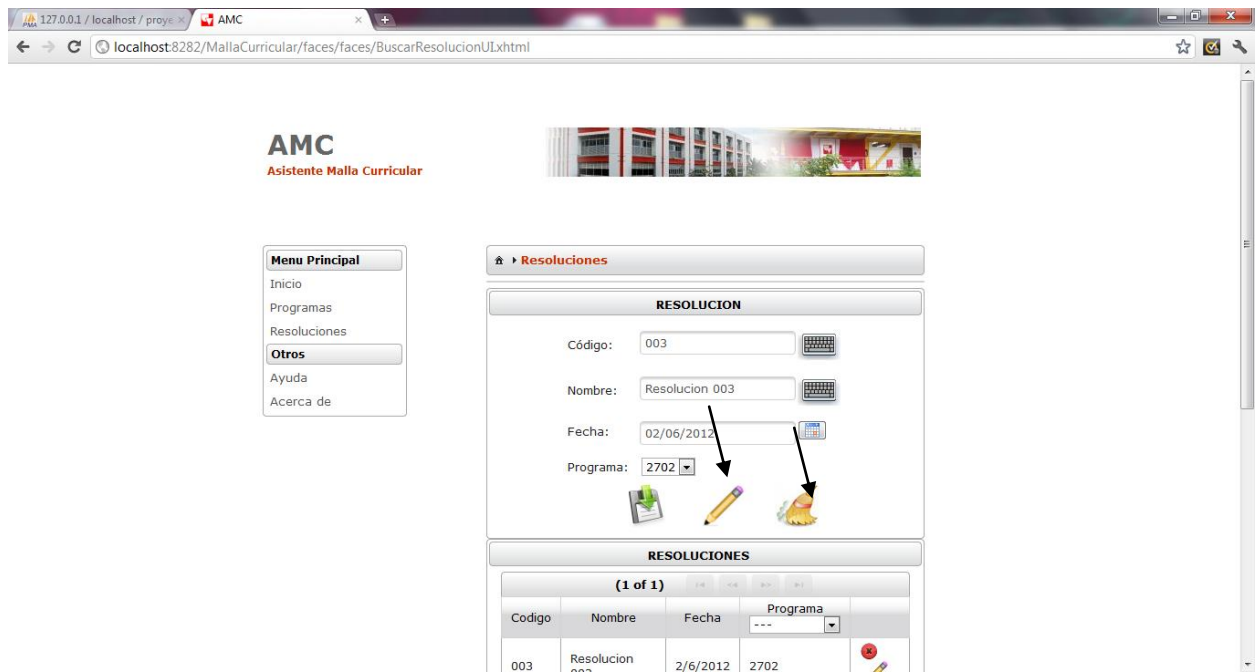 127.0.0.1 / localhost / proye
AMC
localhost:8282/MallaCurricular/faces/faces/BuscarResolucionUI.xhtml
AMC
Asistente Malla Curricular
Menu Principal
Inicio
Programas
Resoluciones
Otros
Ayuda
Acerca de
Resoluciones
RESOLUCION
Código: 003
Nombre: Resolucion 003
Fecha: 02/06/2012
Programa: 2702
RESOLUCIONES
(1 of 1)
Codigo Nombre Fecha Programa
---
003 Resolucion 2/6/2012 2702